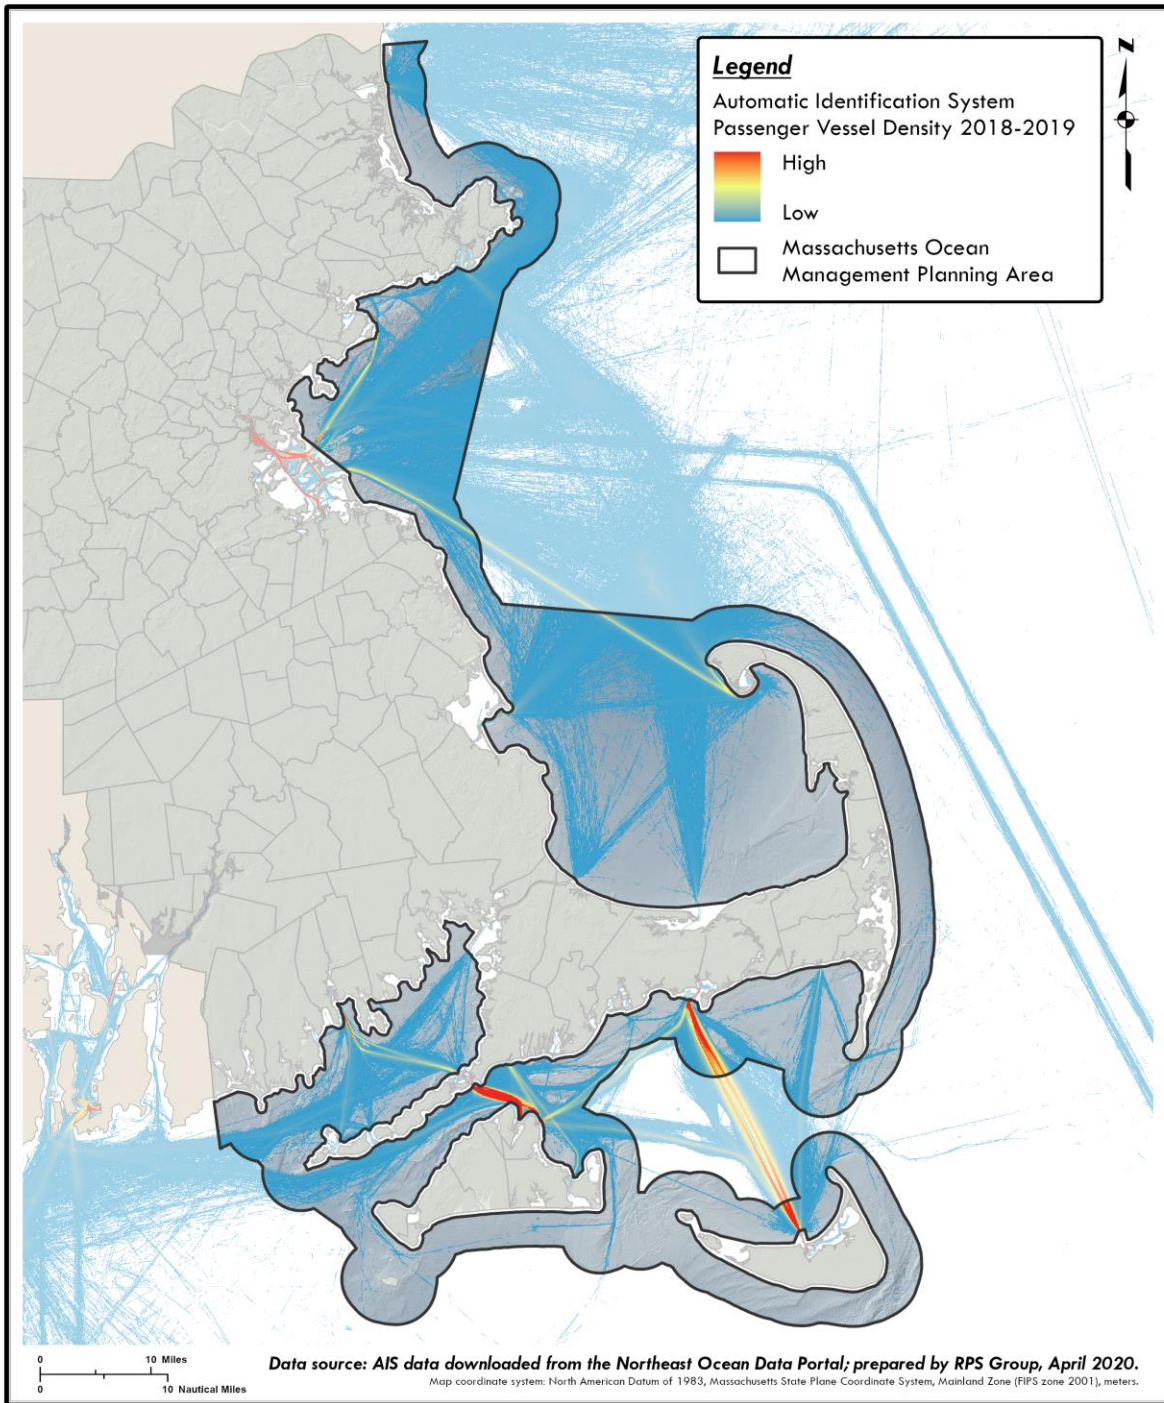 Legend
Automatic Identification System
Passenger Vessel Density 2018-2019
High
Low
Massachusetts Ocean
Management Planning Area
N
0 10 Miles
0 10 Nautical Miles
Data source: AIS data downloaded from the Northeast Ocean Data Portal; prepared by RPS Group, April 2020.
Map coordinate system: North American Datum of 1983, Massachusetts State Plane Coordinate System, Mainland Zone (FIPS zone 2001), meters.